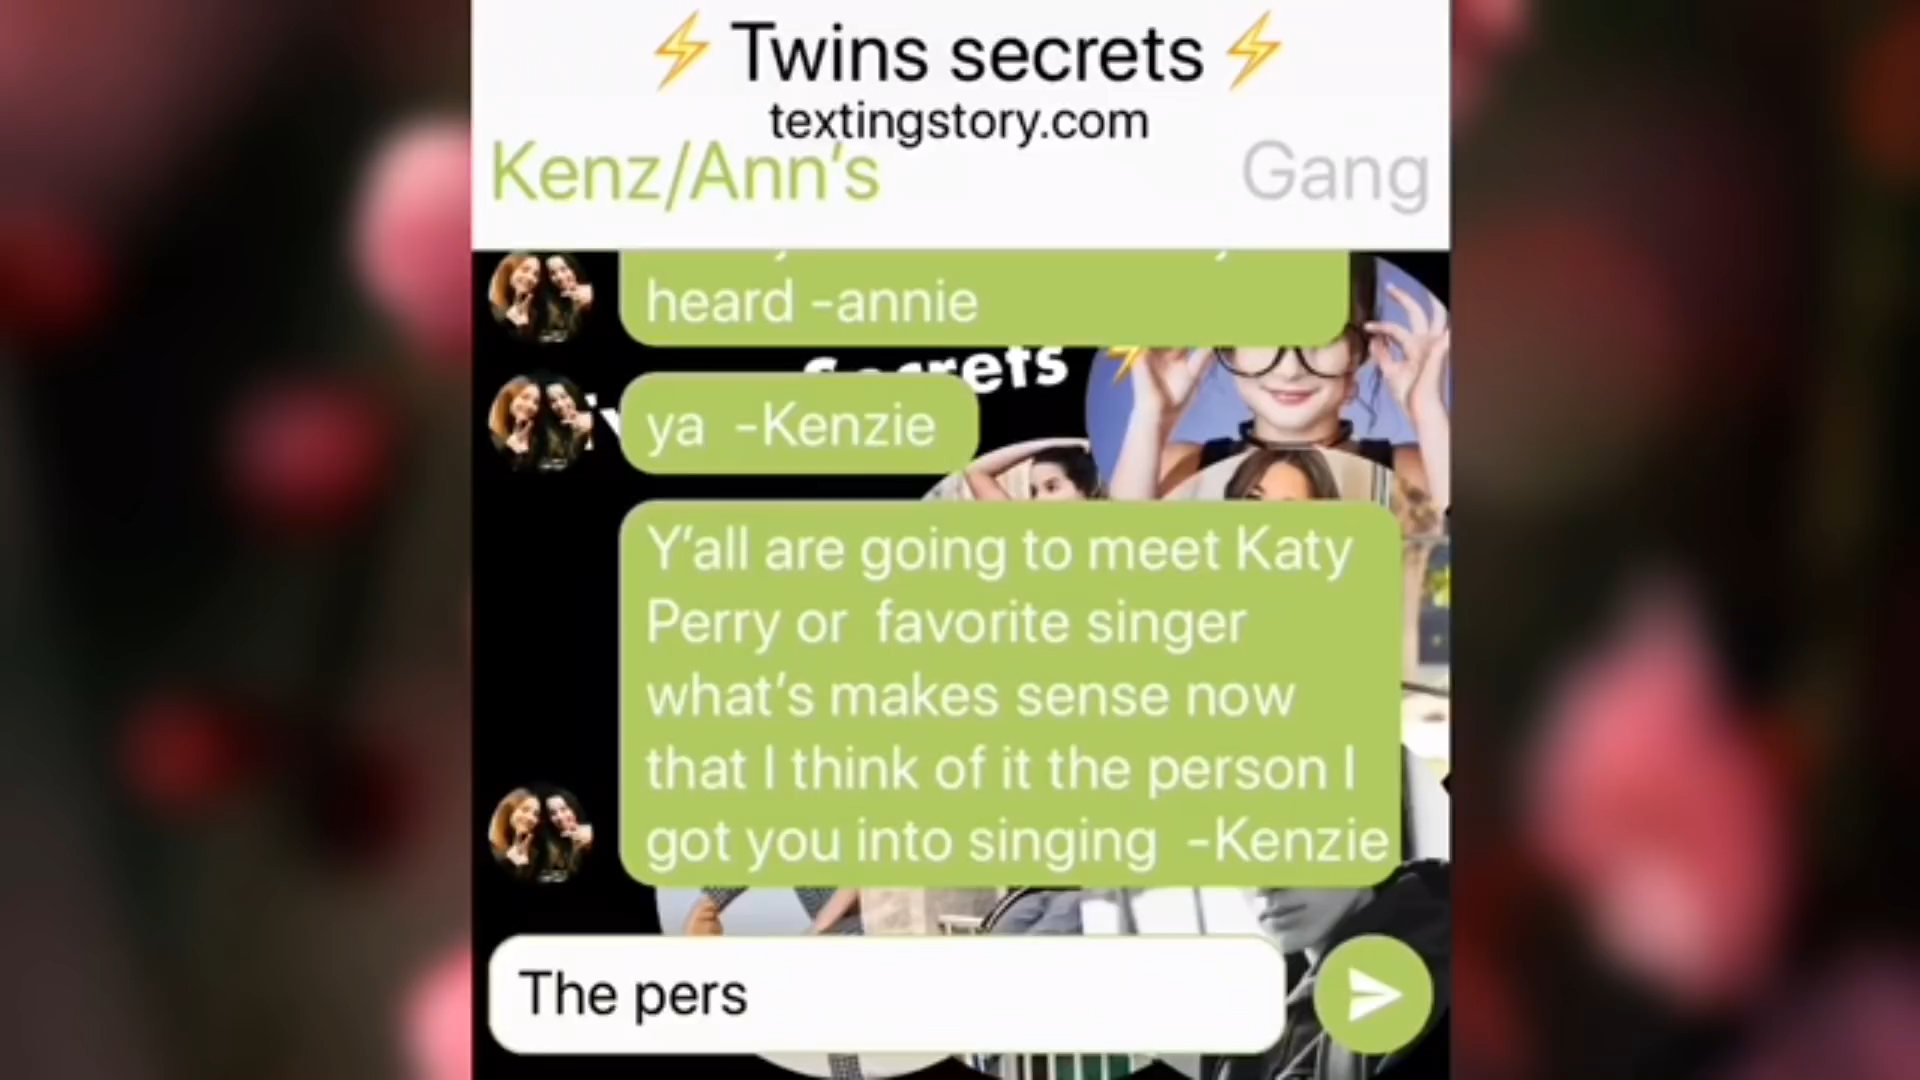 ⚡ Twins secrets ⚡
textingstory.com
Kenz/Ann's
Gang
heard -annie
Secrets
ya -Kenzie
Y'all are going to meet Katy
Perry or favorite singer
what's makes sense now
that I think of it the person I
got you into singing -Kenzie
The pers